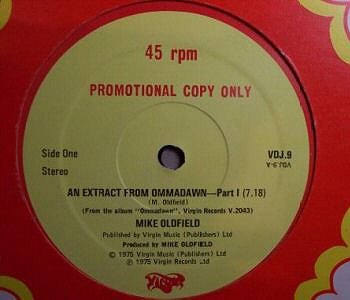 45 rpm
PROMOTIONAL COPY ONLY
Side One
Stereo
VDJ.9
V-DJ.9-A
AN EXTRACT FROM OMMADAWN—Part I (7.18)
(M. Oldfield)
(From the album "Ommadawn", Virgin Records V.2043)
MIKE OLDFIELD
Published by Virgin Music (Publishers) Ltd
Produced by MIKE OLDFIELD
© 1975 Virgin Music (Publishers) Ltd
℗ 1975 Virgin Records Ltd
Virgin